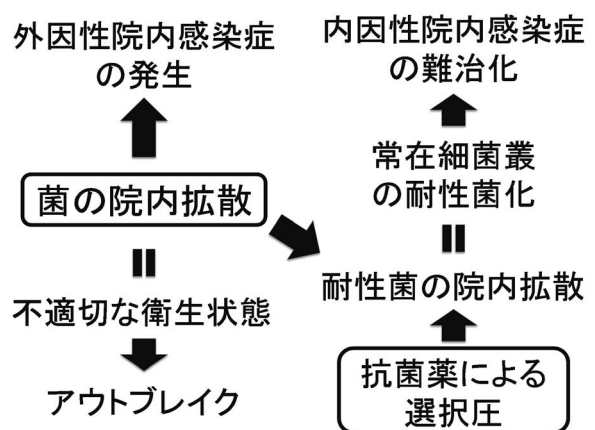 外因性院内感染症
の発生
菌の院内拡散
不適切な衛生状態
アウトブレイク
内因性院内感染症
の難治化
常在細菌叢
の耐性菌化
耐性菌の院内拡散
抗菌薬による
選択圧